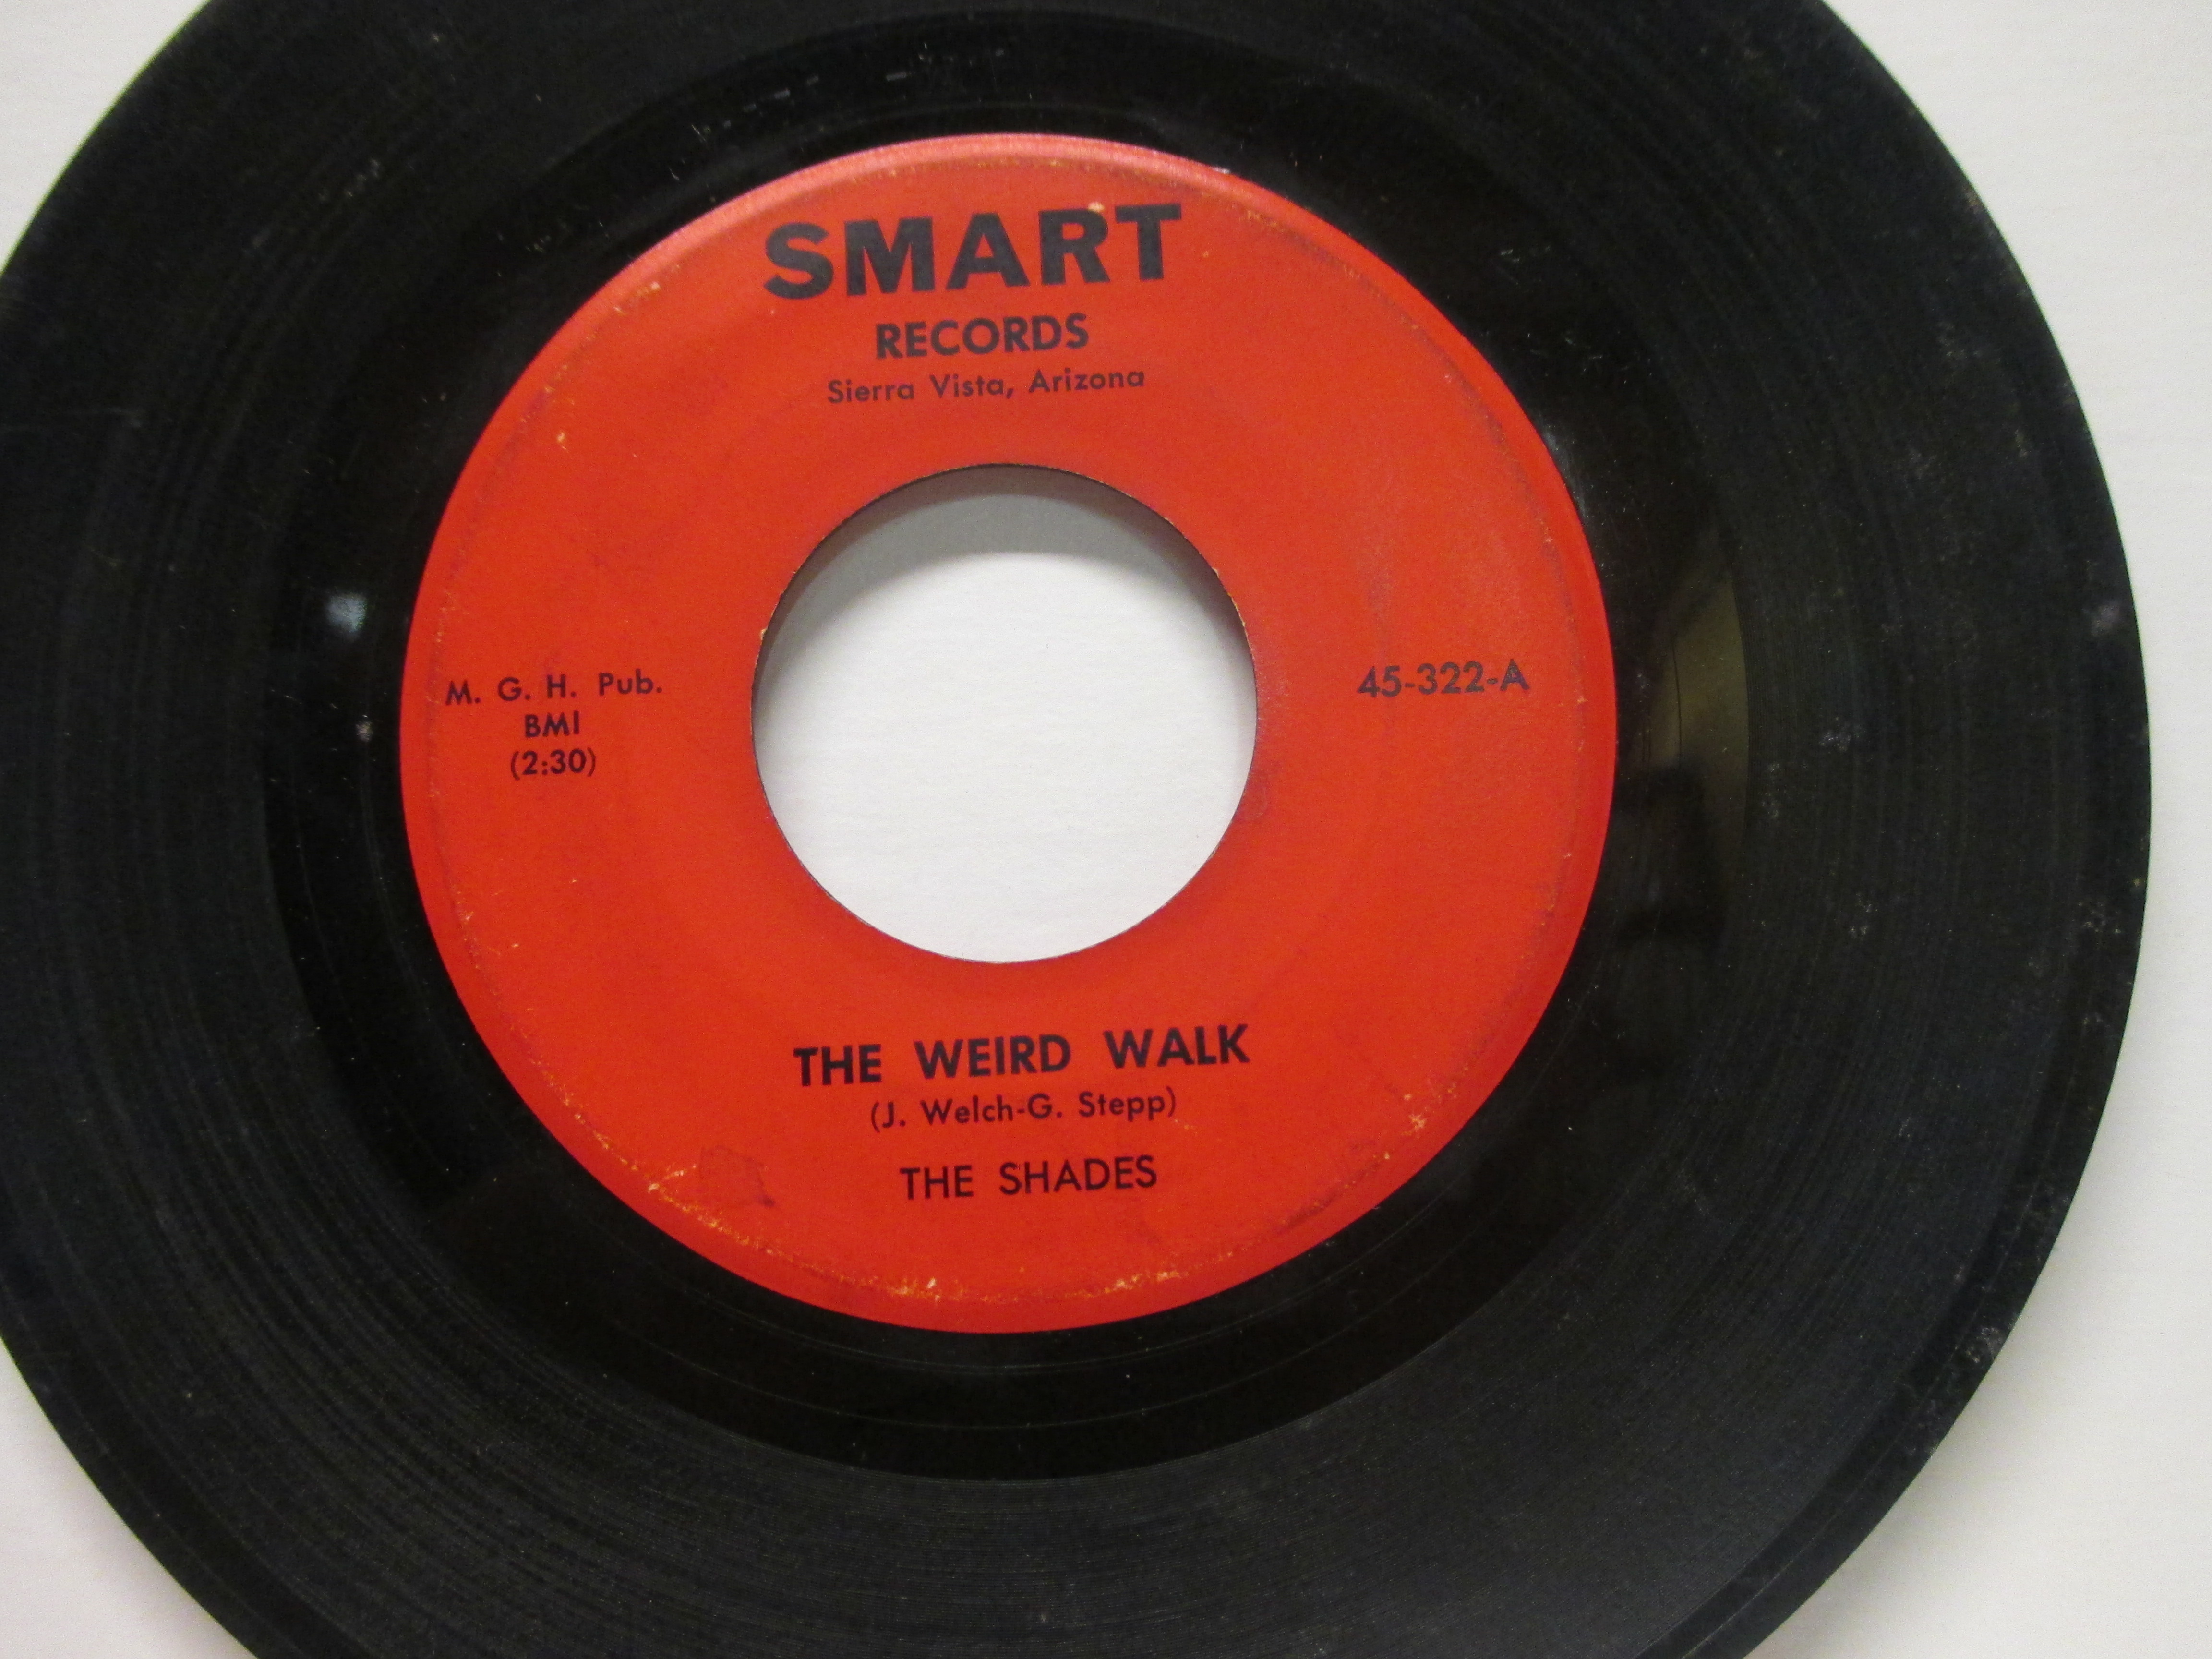 SMART
RECORDS
Sierra Vista, Arizona
M. G. H. Pub.
BMI
(2:30)
45-322-A
THE WEIRD WALK
(J. Welch-G. Stepp)
THE SHADES